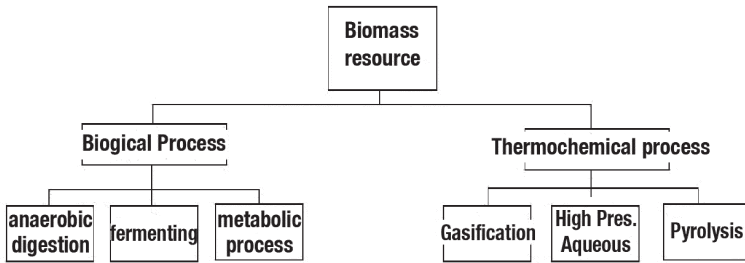 Biomass
resource
Biogical Process
Thermochemical process
anaerobic
digestion
fermenting
metabolic
process
Gasification
High Pres.
Aqueous
Pyrolysis